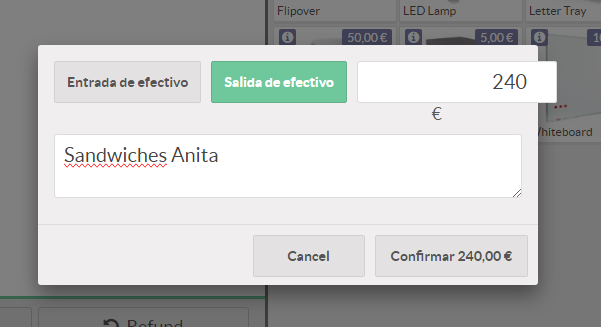 Flipover
LED Lamp
Letter Tray
50,00 €
5,00 €
Whiteboard
Entrada de efectivo
Salida de efectivo
240
€
Sandwiches Anita
Cancel
Confirmar 240,00 €
Refund